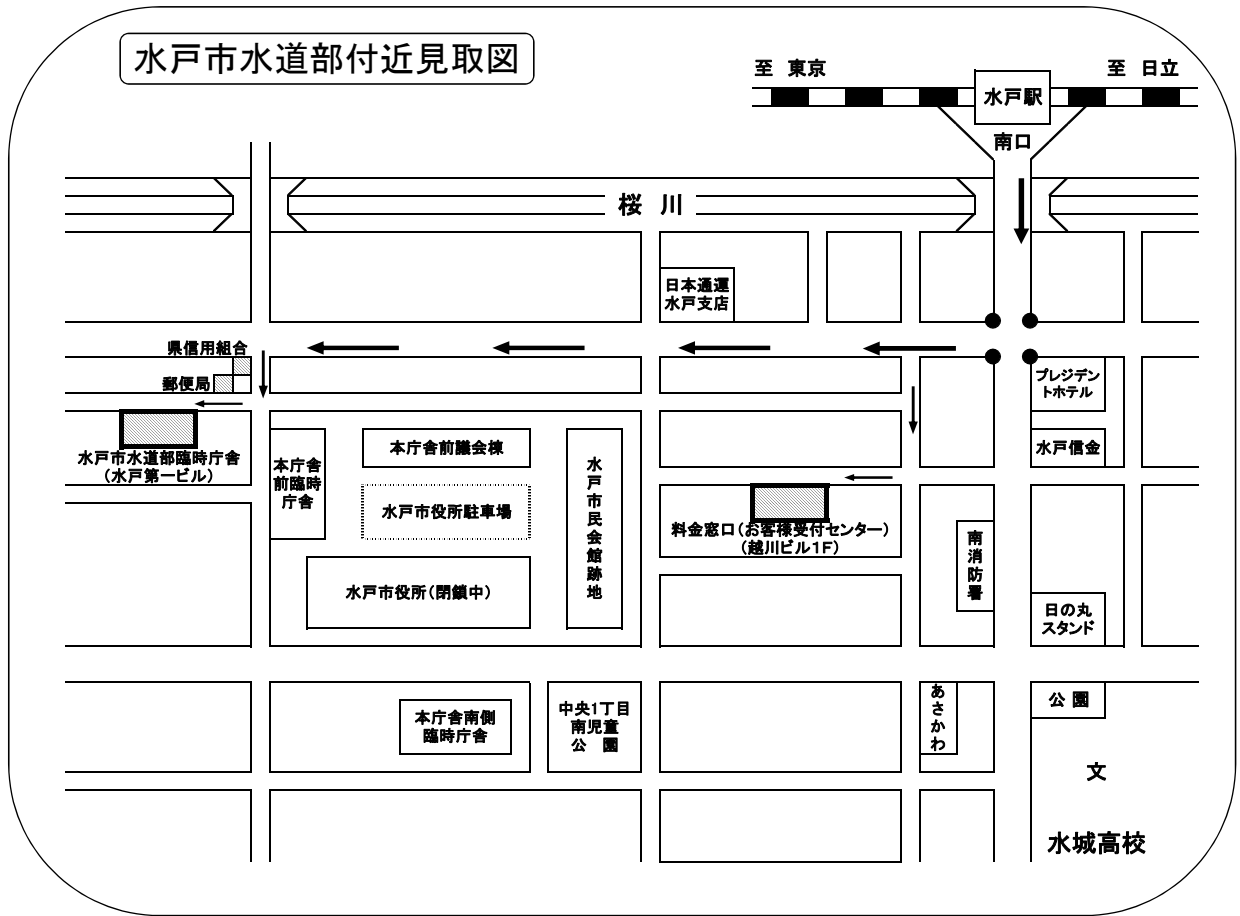 水戸市水道部付近見取図
至 東京
至 日立
水戸駅
南口
桜 川
日本通運
水戸支店
県信用組合
郵便局
プレジデン
トホテル
水戸信金
水戸市水道部臨時庁舎
(水戸第一ビル)
本庁舎
前臨時
庁舎
本庁舎前議会棟
水戸市役所駐車場
水戸市役所(閉鎖中)
水戸市民会館跡地
料金窓口(お客様受付センター)
(越川ビル1F)
南消防署
日の丸
スタンド
本庁舎南側
臨時庁舎
中央1丁目
南児童
公 園
あさかわ
公 園
文
水城高校